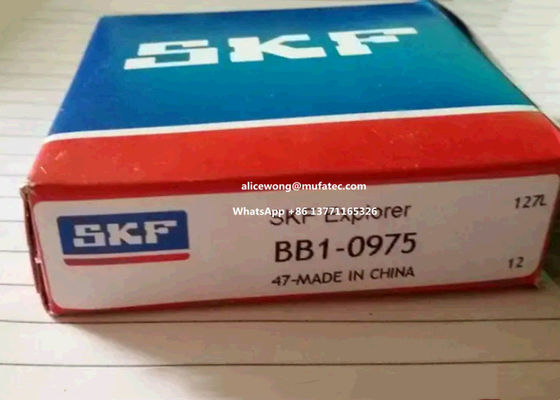 SKF
alicewong@mufatec.com
WhatsApp +86 13771165326
SKF
SKF Explorer
127L
BB1-0975
47-MADE IN CHINA
12